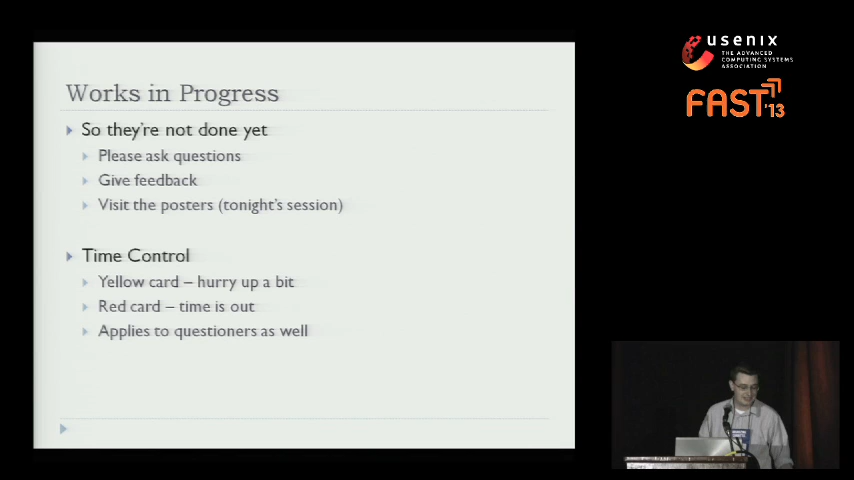 Works in Progress
So they're not done yet
Please ask questions
Give feedback
Visit the posters (tonight's session)
Time Control
Yellow card – hurry up a bit
Red card – time is out
Applies to questioners as well
usenix
THE ADVANCED
COMPUTING SYSTEMS
ASSOCIATION
FAST '13